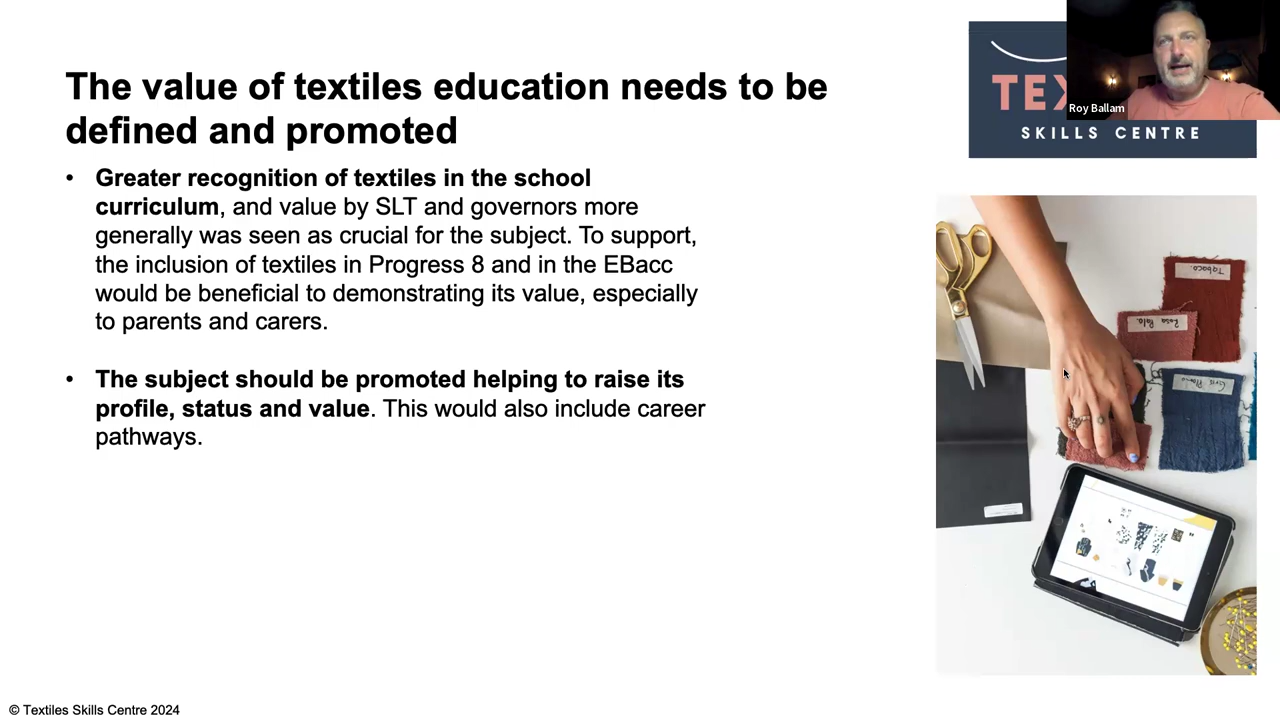 The value of textiles education needs to be
defined and promoted
• Greater recognition of textiles in the school
curriculum, and value by SLT and governors more
generally was seen as crucial for the subject. To support,
the inclusion of textiles in Progress 8 and in the EBacc
would be beneficial to demonstrating its value, especially
to parents and carers.
• The subject should be promoted helping to raise its
profile, status and value. This would also include career
pathways.
TEX
Roy Ballam
SKILLS CENTRE
Tabaco.
Rosa Palo.
© Textiles Skills Centre 2024